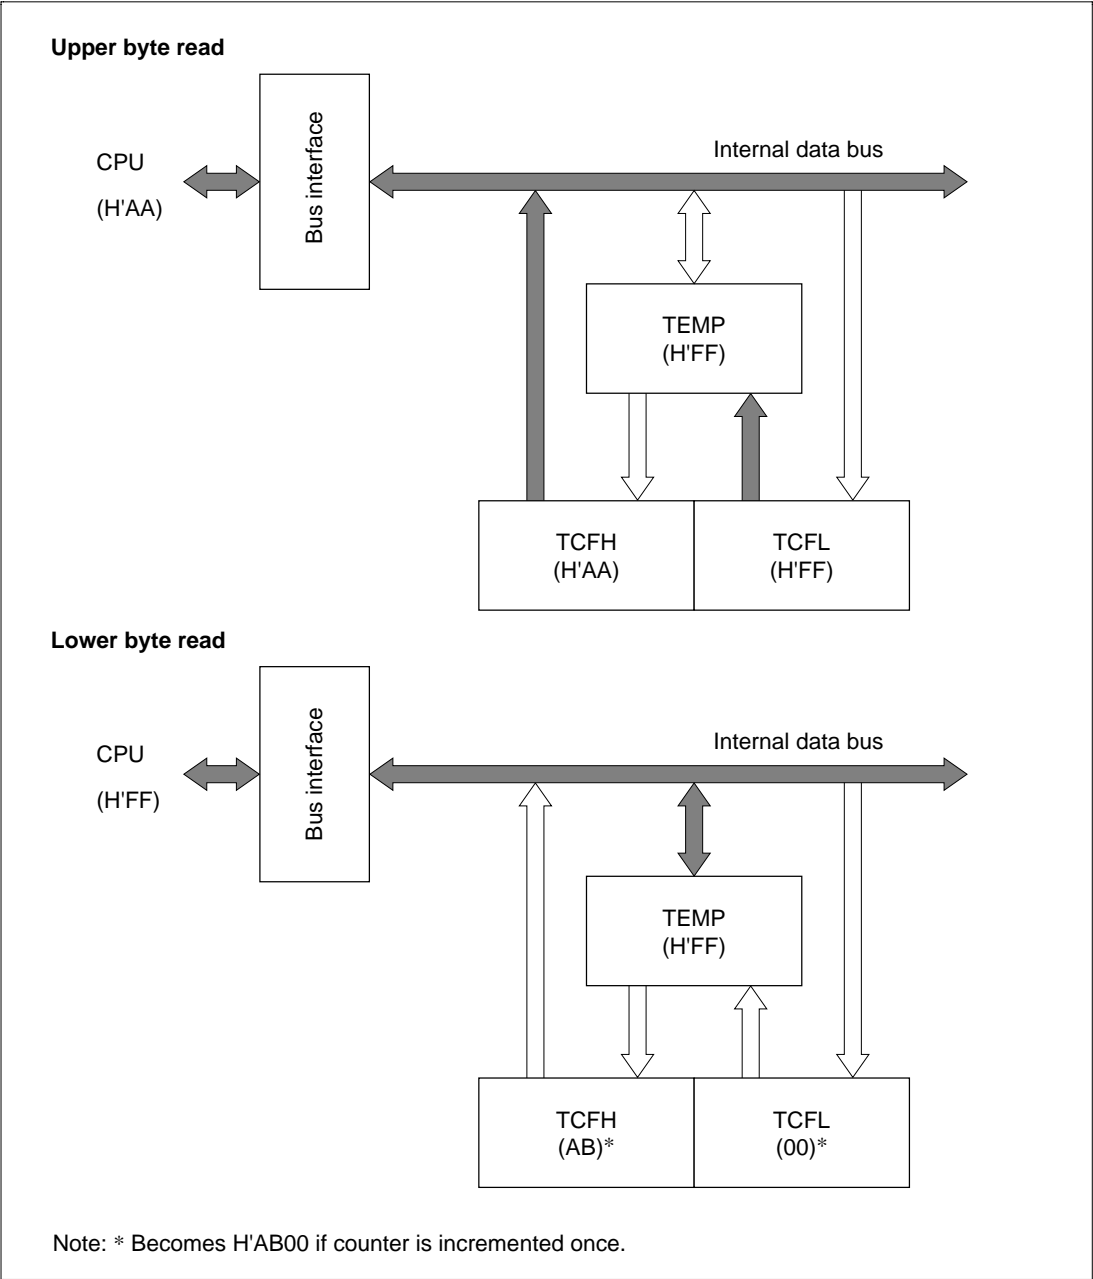 Upper byte read
Bus interface
CPU
(H'AA)
Internal data bus
TEMP
(H'FF)
TCFH
(H'AA)
TCFL
(H'FF)
Lower byte read
Bus interface
CPU
(H'FF)
Internal data bus
TEMP
(H'FF)
TCFH
(AB)*
TCFL
(00)*
Note: * Becomes H'AB00 if counter is incremented once.